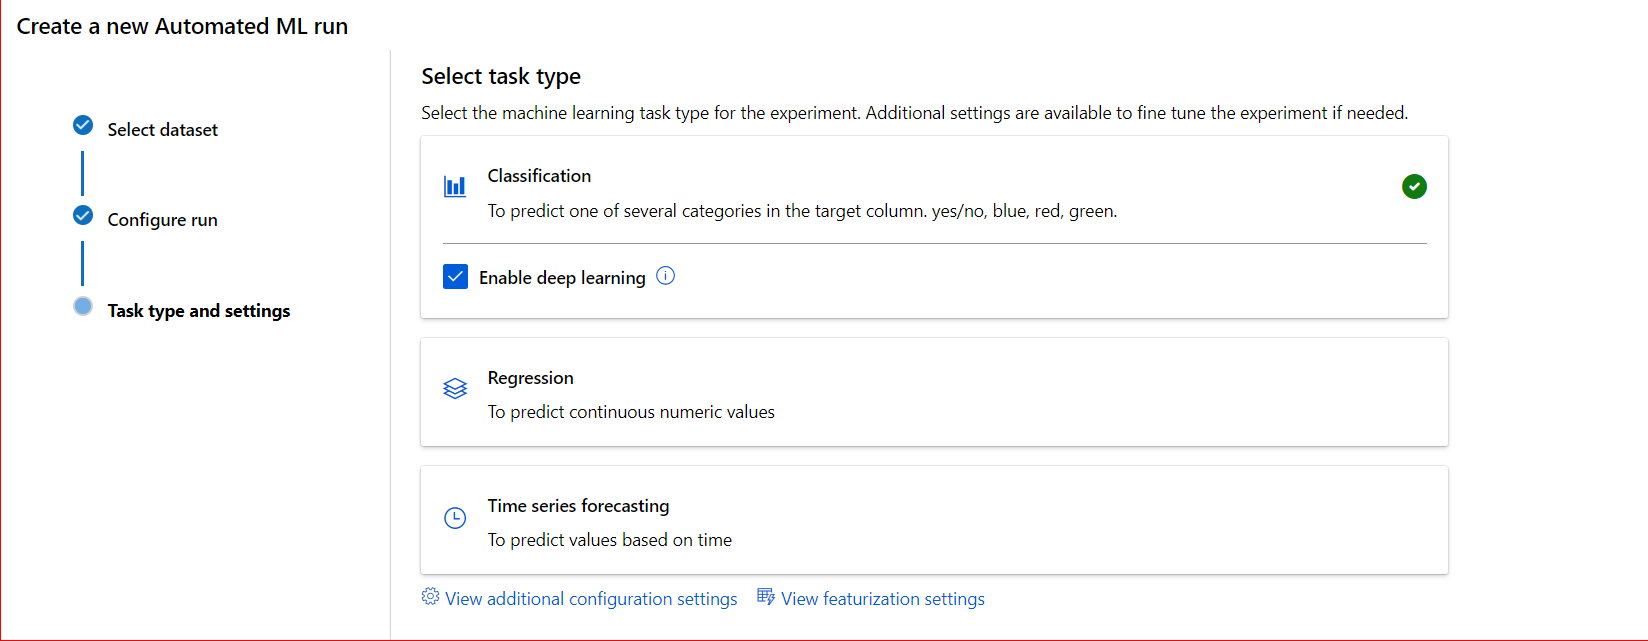 Create a new Automated ML run
Select dataset
Configure run
Task type and settings
Select task type
Select the machine learning task type for the experiment. Additional settings are available to fine tune the experiment if needed.
Classification
To predict one of several categories in the target column. yes/no, blue, red, green.
Enable deep learning
Regression
To predict continuous numeric values
Time series forecasting
To predict values based on time
View additional configuration settings
View featurization settings